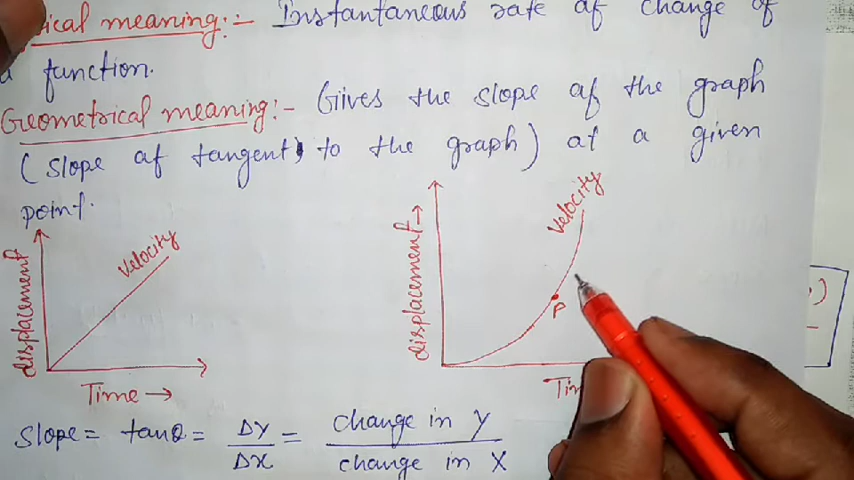 ical meaning:- Instantaneous rate of change of
a function.
Geometrical meaning:- Gives the slope of the graph
(slope of tangent to the graph) at a given
point.
displacement
Velocity
Time →
displacement →
Velocity
P
Tim
Slope = tanθ = Δy/Δx = change in y/change in X
)